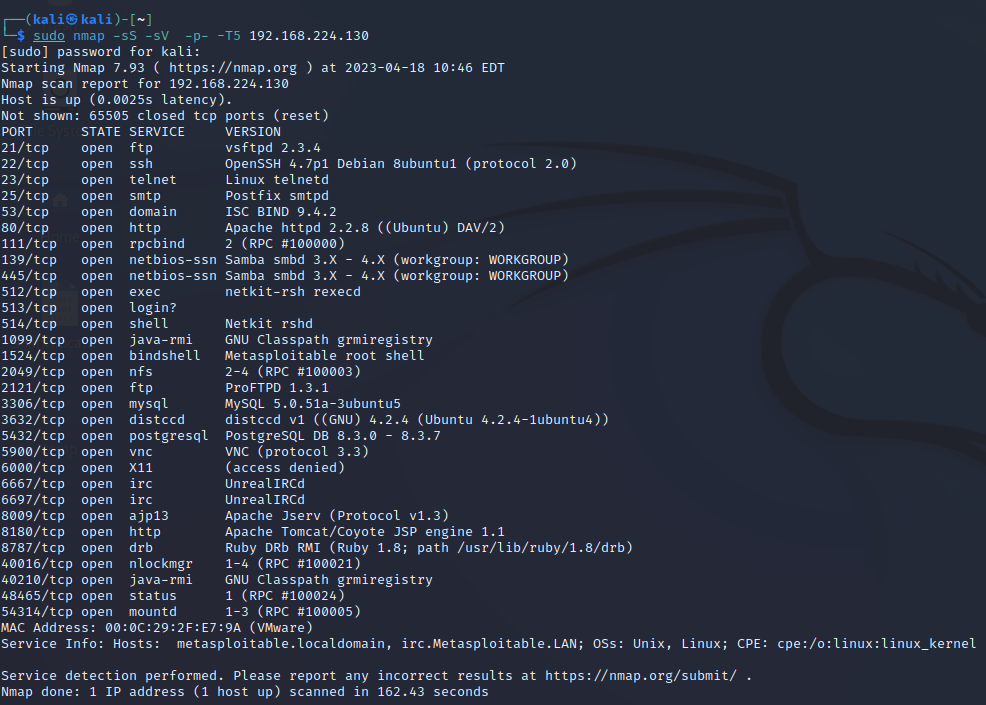 ┌──(kali㉿kali)-[~]
└─$ sudo nmap -sS -sV  -p- -T5 192.168.224.130
[sudo] password for kali:
Starting Nmap 7.93 ( https://nmap.org ) at 2023-04-18 10:46 EDT
Nmap scan report for 192.168.224.130
Host is up (0.0025s latency).
Not shown: 65505 closed tcp ports (reset)
PORT      STATE SERVICE     VERSION
21/tcp    open  ftp         vsftpd 2.3.4
22/tcp    open  ssh         OpenSSH 4.7p1 Debian 8ubuntu1 (protocol 2.0)
23/tcp    open  telnet      Linux telnetd
25/tcp    open  smtp        Postfix smtpd
53/tcp    open  domain      ISC BIND 9.4.2
80/tcp    open  http        Apache httpd 2.2.8 ((Ubuntu) DAV/2)
111/tcp   open  rpcbind     2 (RPC #100000)
139/tcp   open  netbios-ssn Samba smbd 3.X - 4.X (workgroup: WORKGROUP)
445/tcp   open  netbios-ssn Samba smbd 3.X - 4.X (workgroup: WORKGROUP)
512/tcp   open  exec        netkit-rsh rexecd
513/tcp   open  login?
514/tcp   open  shell       Netkit rshd
1099/tcp  open  java-rmi    GNU Classpath grmiregistry
1524/tcp  open  bindshell   Metasploitable root shell
2049/tcp  open  nfs         2-4 (RPC #100003)
2121/tcp  open  ftp         ProFTPD 1.3.1
3306/tcp  open  mysql       MySQL 5.0.51a-3ubuntu5
3632/tcp  open  distccd     distccd v1 ((GNU) 4.2.4 (Ubuntu 4.2.4-1ubuntu4))
5432/tcp  open  postgresql  PostgreSQL DB 8.3.0 - 8.3.7
5900/tcp  open  vnc         VNC (protocol 3.3)
6000/tcp  open  X11         (access denied)
6667/tcp  open  irc         UnrealIRCd
6697/tcp  open  irc         UnrealIRCd
8009/tcp  open  ajp13       Apache Jserv (Protocol v1.3)
8180/tcp  open  http        Apache Tomcat/Coyote JSP engine 1.1
8787/tcp  open  drb         Ruby DRb RMI (Ruby 1.8; path /usr/lib/ruby/1.8/drb)
40016/tcp open  nlockmgr    1-4 (RPC #100021)
40210/tcp open  java-rmi    GNU Classpath grmiregistry
48465/tcp open  status      1 (RPC #100024)
54314/tcp open  mountd      1-3 (RPC #100005)
MAC Address: 00:0C:29:2F:E7:9A (VMware)
Service Info: Hosts:  metasploitable.localdomain, irc.Metasploitable.LAN; OSs: Unix, Linux; CPE: cpe:/o:linux:linux_kernel

Service detection performed. Please report any incorrect results at https://nmap.org/submit/ .
Nmap done: 1 IP address (1 host up) scanned in 162.43 seconds